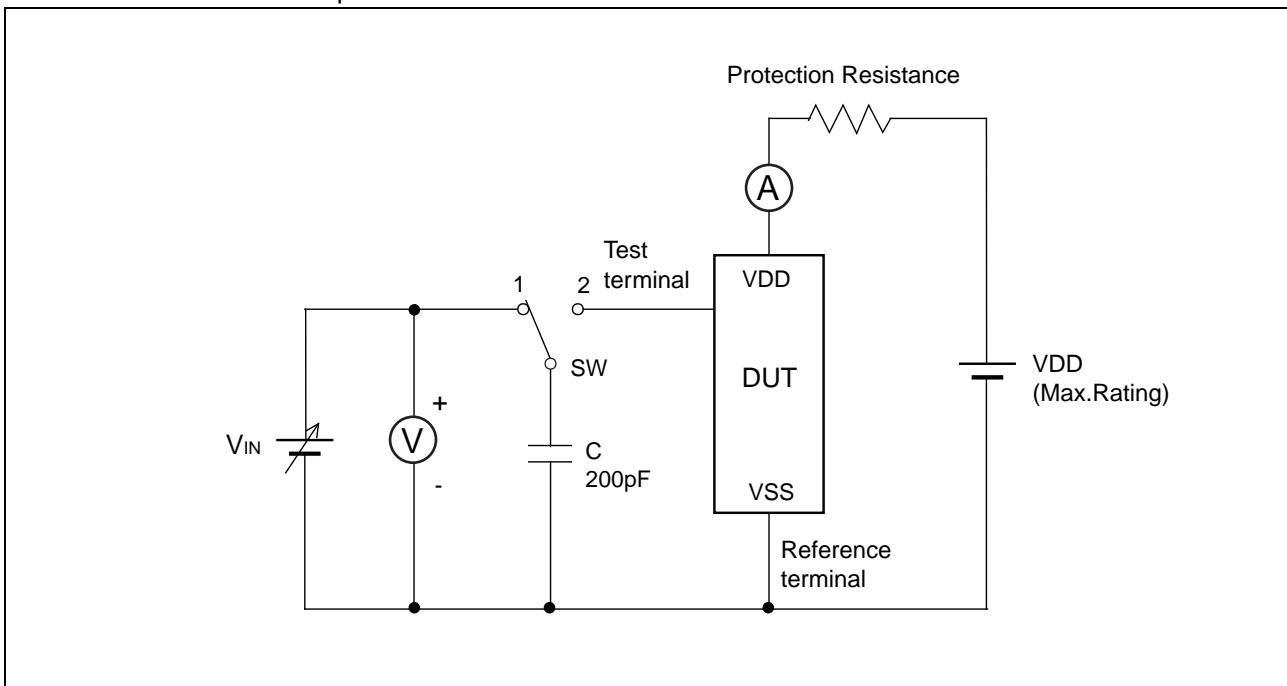 Protection Resistance
A
Test
terminal
1
2
VDD
SW
DUT
VDD
(Max.Rating)
+
V
-
VIN
C
200pF
VSS
Reference
terminal